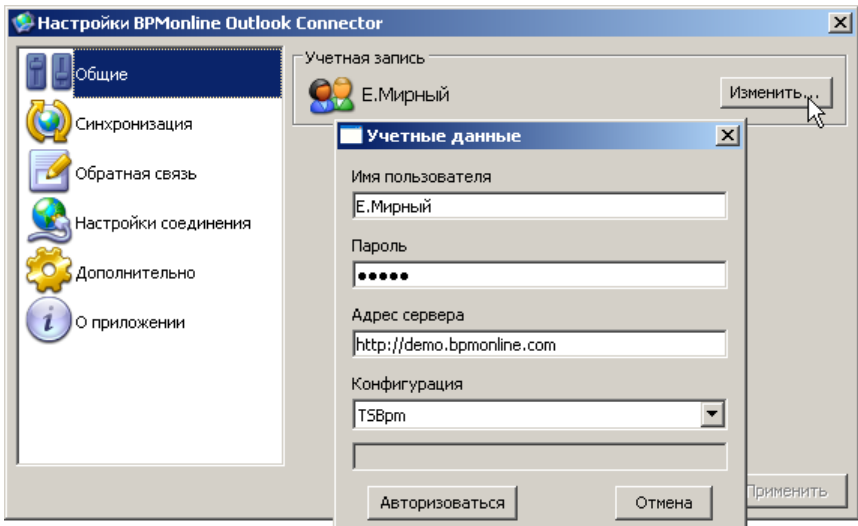 Настройки BPMonline Outlook Connector
Общие
Синхронизация
Обратная связь
Настройки соединения
Дополнительно
О приложении
Учетная запись
Е.Мирный
Изменить...
Учетные данные
Имя пользователя
Е.Мирный
Пароль
●●●●●
Адрес сервера
http://demo.bpmonline.com
Конфигурация
TSBpm
Авторизоваться
Отмена
Применить